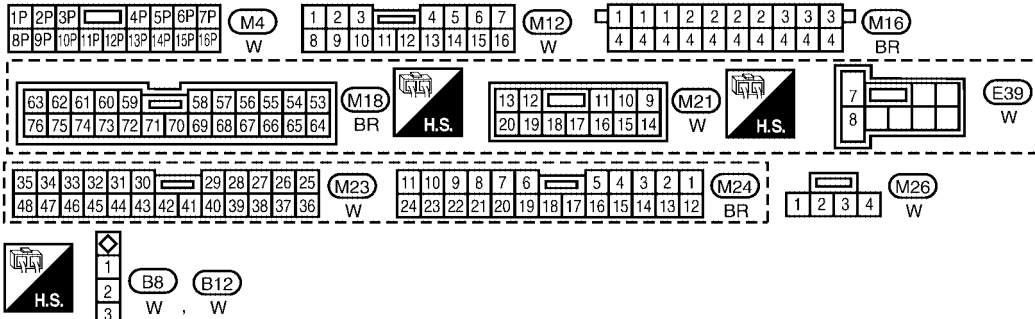 1P 2P 3P 4P 5P 6P 7P M4
8P 9P 10P 11P 12P 13P 14P 15P 16P W
1 2 3 4 5 6 7 M12
8 9 10 11 12 13 14 15 16 W
1 1 1 2 2 2 2 3 3 3 M16
4 4 4 4 4 4 4 4 4 4 BR
63 62 61 60 59 58 57 56 55 54 53 M18
76 75 74 73 72 71 70 69 68 67 66 65 64 BR
H.S.
13 12 11 10 9 M21
20 19 18 17 16 15 14 W
H.S.
7 E39
8 W
35 34 33 32 31 30 29 28 27 26 25 M23
48 47 46 45 44 43 42 41 40 39 38 37 36 W
11 10 9 8 7 6 5 4 3 2 1 M24
24 23 22 21 20 19 18 17 16 15 14 13 12 BR
M26
1 2 3 4 W
H.S.
1
2 B8 B12
3 W , W